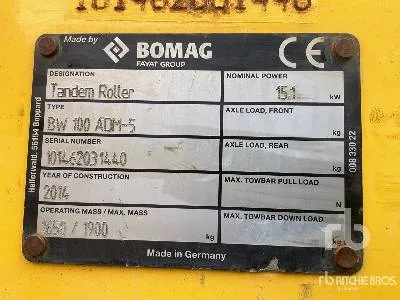 101462031440
Made by BOMAG CE
FAYAT GROUP
DESIGNATION NOMINAL POWER
Tandem Roller 15.1 kW
TYPE AXLE LOAD, FRONT
BW 100 ADM-5 kg
SERIAL NUMBER AXLE LOAD, REAR
101462031440 kg
YEAR OF CONSTRUCTION MAX. TOWBAR PULL LOAD
2014 N
OPERATING MASS / MAX. MASS MAX. TOWBAR DOWN LOAD
1650 / 1900 kg kg
Made in Germany
Hellerwald, 56154 Boppard
008 330 22
rb
RITCHIE BROS.